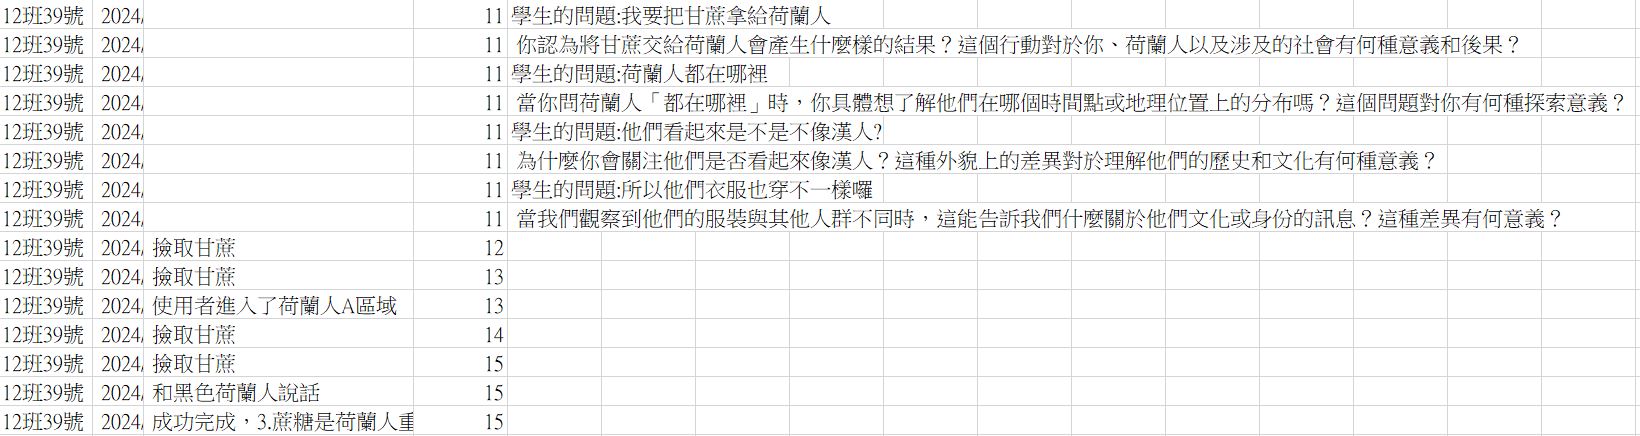 12班39號 2024/ 11 學生的問題:我要把甘蔗拿給荷蘭人
12班39號 2024/ 11 你認為將甘蔗交給荷蘭人會產生什麼樣的結果？這個行動對於你、荷蘭人以及涉及的社會有何種意義和後果？
12班39號 2024/ 11 學生的問題:荷蘭人都在哪裡
12班39號 2024/ 11 當你問荷蘭人「都在哪裡」時，你具體想了解他們在哪個時間點或地理位置上的分布嗎？這個問題對你有何種探索意義？
12班39號 2024/ 11 學生的問題:他們看起來是不是不像漢人?
12班39號 2024/ 11 為什麼你會關注他們是否看起來像漢人？這種外貌上的差異對於理解他們的歷史和文化有何種意義？
12班39號 2024/ 11 學生的問題:所以他們衣服也穿不一樣囉
12班39號 2024/ 11 當我們觀察到他們的服裝與其他人群不同時，這能告訴我們什麼關於他們文化或身份的訊息？這種差異有何意義？
12班39號 2024/ 撿取甘蔗 12
12班39號 2024/ 撿取甘蔗 13
12班39號 2024/ 使用者進入了荷蘭人A區域 13
12班39號 2024/ 撿取甘蔗 14
12班39號 2024/ 撿取甘蔗 15
12班39號 2024/ 和黑色荷蘭人說話 15
12班39號 2024/ 成功完成，3.蔗糖是荷蘭人重 15